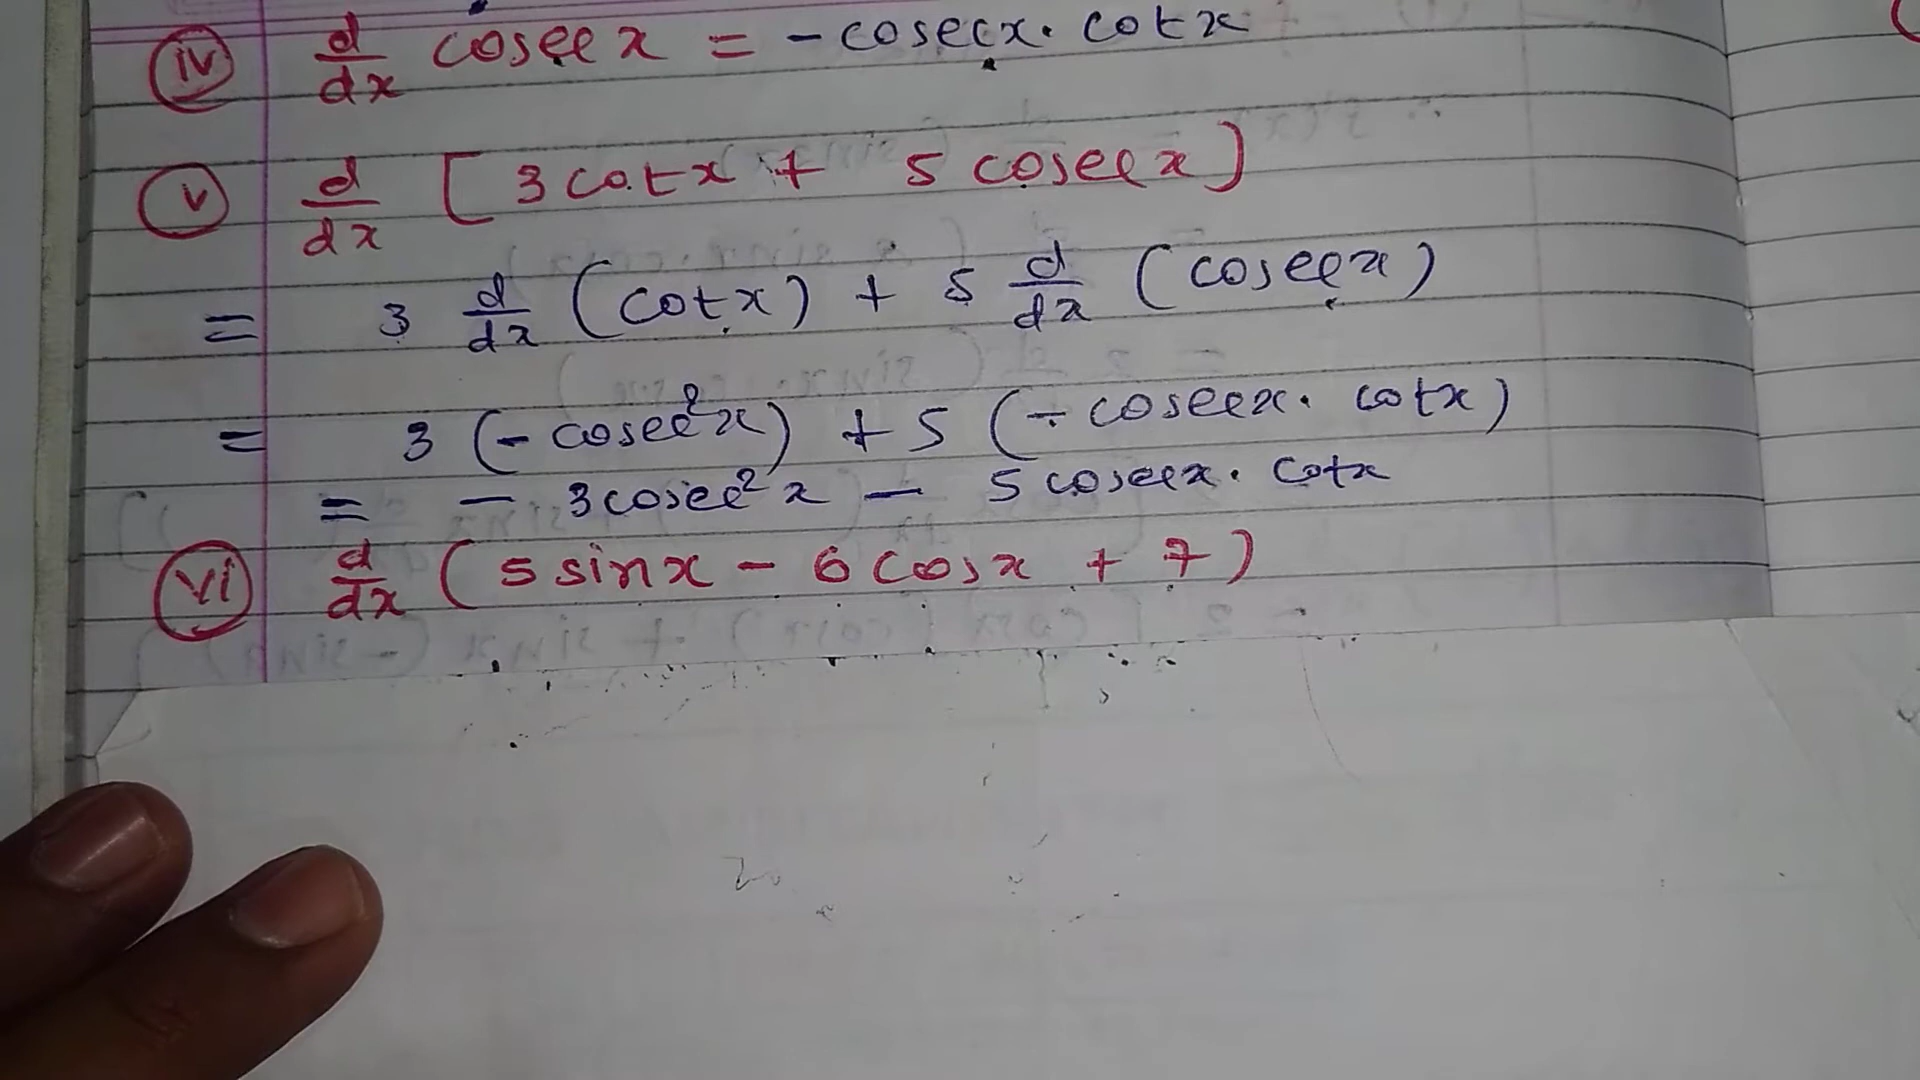 (iv) d/dx cosec x = - cosec x . cot x
(v) d/dx [ 3 cot x + 5 cosec x ]
= 3 d/dx ( cot x ) + 5 d/dx ( cosec x )
= 3 ( - cosec² x ) + 5 ( - cosec x . cot x )
= - 3 cosec² x - 5 cosec x . cot x
(vi) d/dx ( 5 sin x - 6 cos x + 7 )